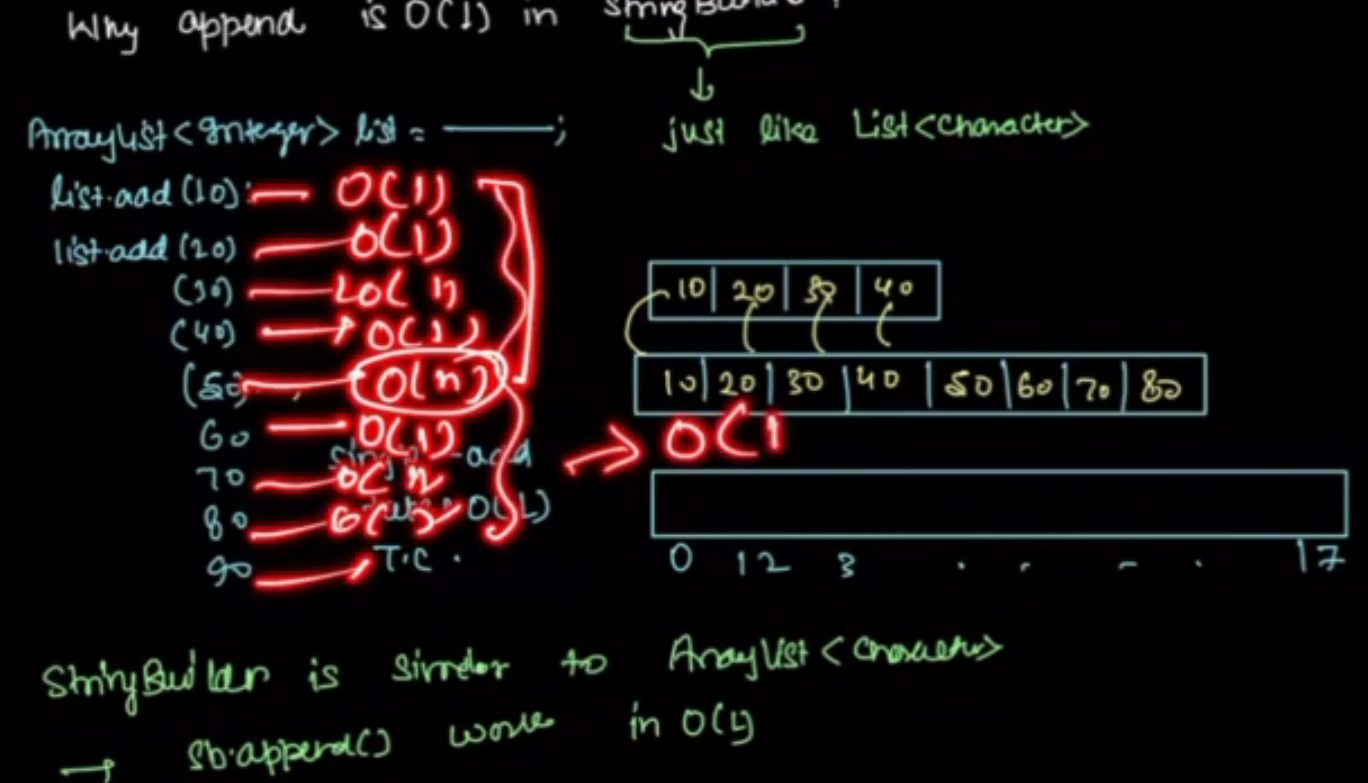 Why append is O(1) in StringBuilder
just like List<Character>
ArrayList<Integer> list = ———;
list.add(10); — O(1)
list.add(20) — O(1)
(30) — O(1)
(40) → O(1)
(50) — O(n)
60 — O(1)
70 — O(1)
80 — O(1)
90 → T.C.
single add
O(1)
10 20 30 40
10 20 30 40 50 60 70 80
→ O(1
0 1 2 3 . . - . 17
StringBuilder is similar to ArrayList<Character>
→ sb.append() works in O(1)